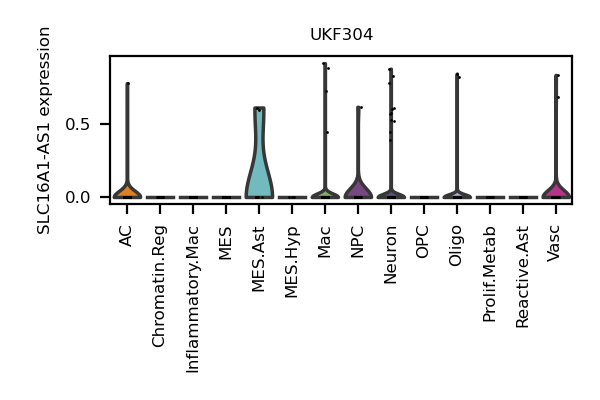 UKF304
SLC16A1-AS1 expression
0.5
0.0
AC
Chromatin.Reg
Inflammatory.Mac
MES
MES.Ast
MES.Hyp
Mac
NPC
Neuron
OPC
Oligo
Prolif.Metab
Reactive.Ast
Vasc